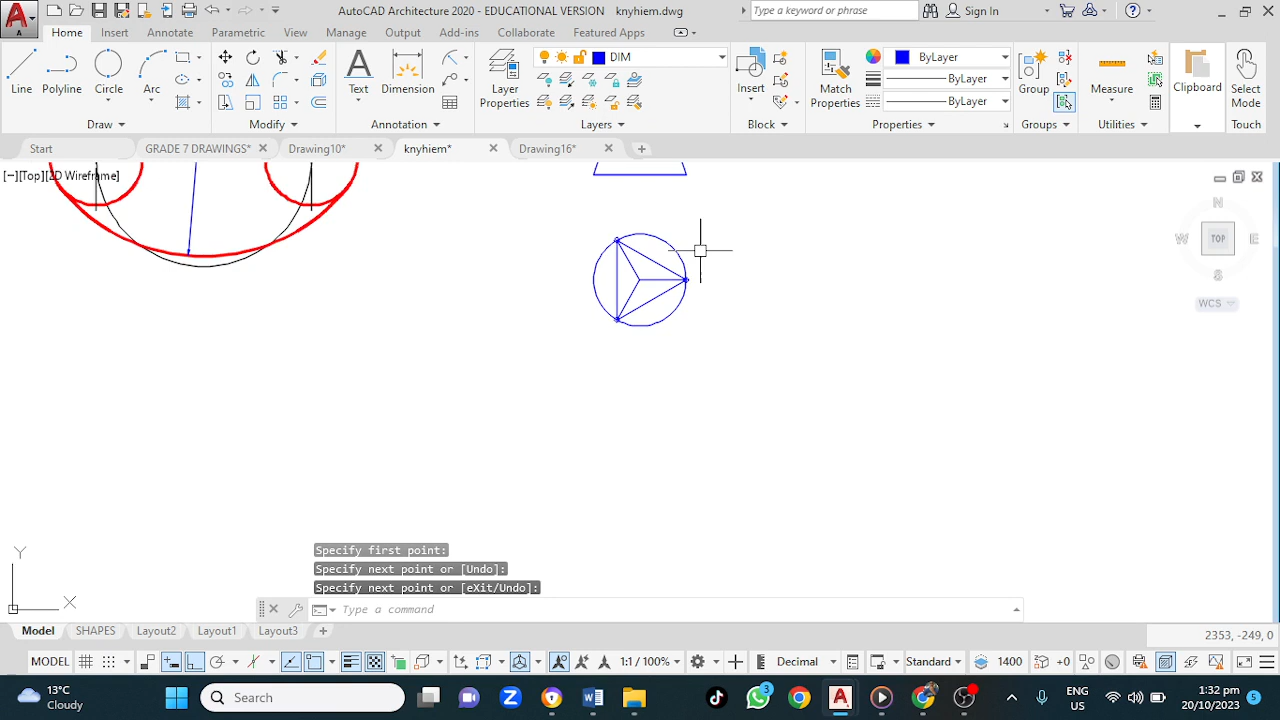 AutoCAD Architecture 2020 - EDUCATIONAL VERSION knyhiem.dwg
Type a keyword or phrase
Sign In
Home Insert Annotate Parametric View Manage Output Add-ins Collaborate Featured Apps
Line Polyline Circle Arc
Text Dimension
Layer Properties
DIM
Insert
Match Properties
ByLayer
ByLayer
ByLayer
Group
Measure
Clipboard
Select Mode
Draw Modify Annotation Layers Block Properties Groups Utilities Touch
Start GRADE 7 DRAWINGS* Drawing10* knyhiem* Drawing16*
[−][Top][2D Wireframe]
N
W TOP E
S
WCS
Specify first point:
Specify next point or [Undo]:
Specify next point or [eXit/Undo]:
Type a command
Y
X
Model SHAPES Layout2 Layout1 Layout3
2353, -249, 0
MODEL 1:1 / 100% Decimal Standard 1400 +0
13°C
Cloudy
Search
3
ENG
US
1:32 pm
20/10/2023
5